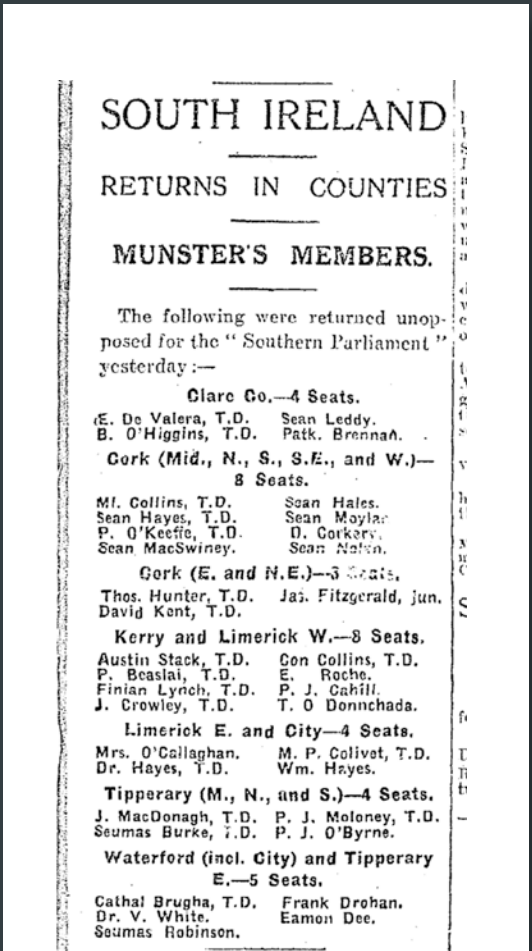 SOUTH IRELAND
RETURNS IN COUNTIES
MUNSTER'S MEMBERS.
The following were returned unop-
posed for the " Southern Parliament "
yesterday :—
Clare Co.—4 Seats.
E. De Valera, T.D. Sean Leddy.
B. O'Higgins, T.D. Patk. Brennan.
Cork (Mid., N., S., S.E., and W.)—
8 Seats.
Ml. Collins, T.D. Sean Hales.
Sean Hayes, T.D. Sean Moylan
P. O'Keeffe, T.D. D. Corkery.
Sean MacSwiney. Sean
Cork (E. and N.E.)—3 Seats.
Thos. Hunter, T.D. Jas. Fitzgerald, jun.
David Kent, T.D.
Kerry and Limerick W.—8 Seats.
Austin Stack, T.D. Con Collins, T.D.
P. Beaslai, T.D. E. Roche.
Finian Lynch, T.D. P. J. Cahill.
J. Crowley, T.D. T. O Donnchada.
Limerick E. and City—4 Seats.
Mrs. O'Callaghan. M. P. Colivet, T.D.
Dr. Hayes, T.D. Wm. Hayes.
Tipperary (M., N., and S.)—4 Seats.
J. MacDonagh, T.D. P. J. Moloney, T.D.
Seumas Burke, T.D. P. J. O'Byrne.
Waterford (incl. City) and Tipperary
E.—5 Seats.
Cathal Brugha, T.D. Frank Drohan.
Dr. V. White. Eamon Dee.
Seumas Robinson.